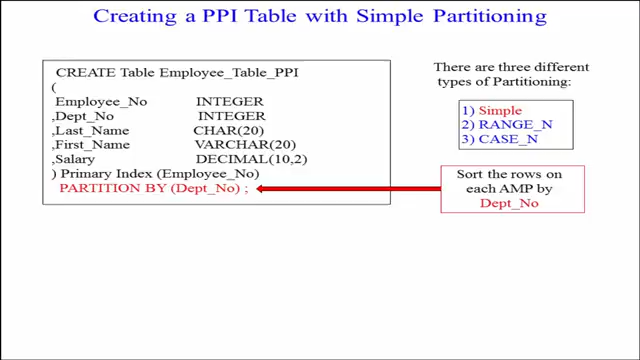 Creating a PPI Table with Simple Partitioning
CREATE Table Employee_Table_PPI
(
Employee_No INTEGER
,Dept_No INTEGER
,Last_Name CHAR(20)
,First_Name VARCHAR(20)
,Salary DECIMAL(10,2)
) Primary Index (Employee_No)
PARTITION BY (Dept_No) ;
There are three different
types of Partitioning:
1) Simple
2) RANGE_N
3) CASE_N
Sort the rows on
each AMP by
Dept_No